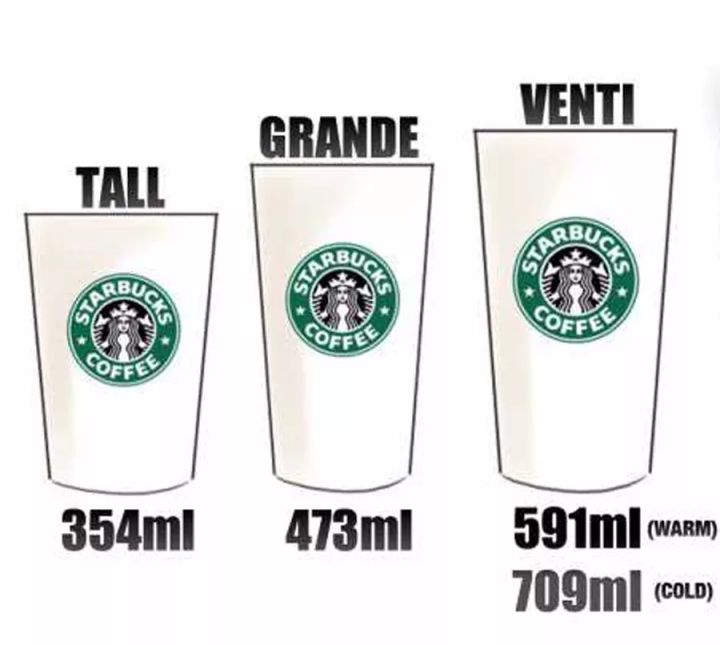 TALL
GRANDE
VENTI
STARBUCKS
COFFEE
STARBUCKS
COFFEE
STARBUCKS
COFFEE
354ml
473ml
591ml (WARM)
709ml (COLD)